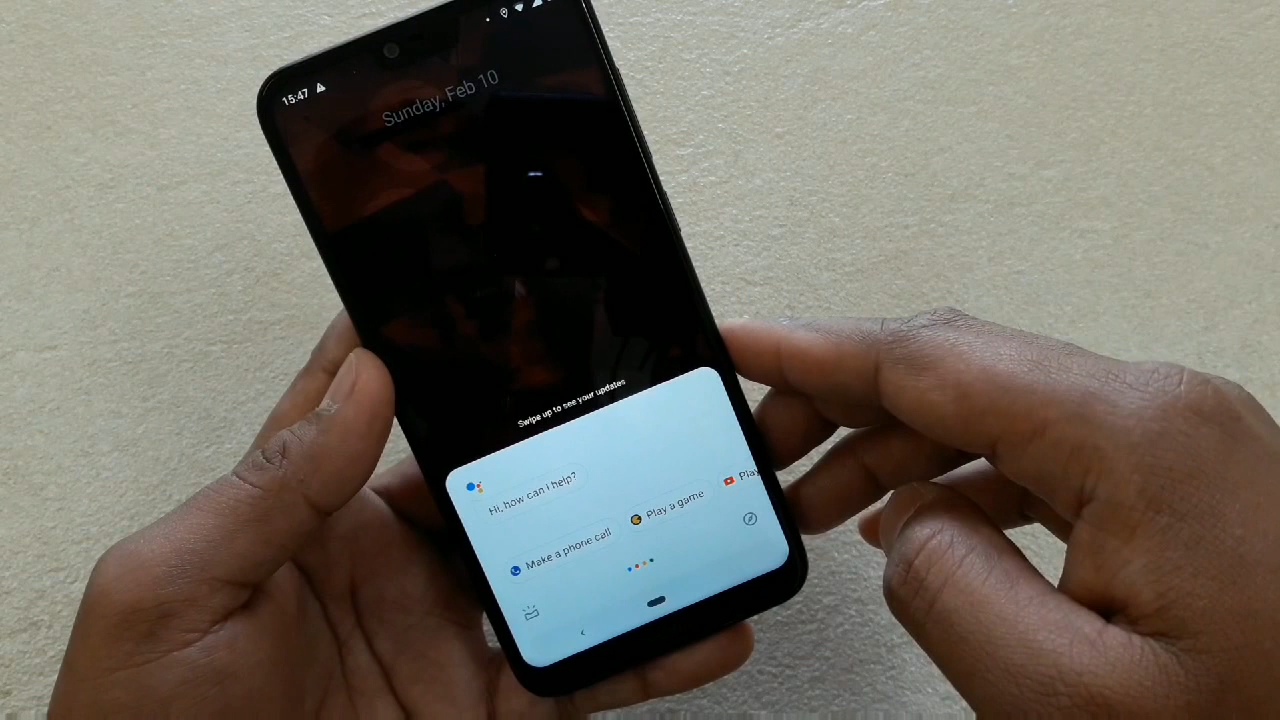 15:47
Sunday, Feb 10
Swipe up to see your updates
Hi, how can I help?
Make a phone call
Play a game
Play